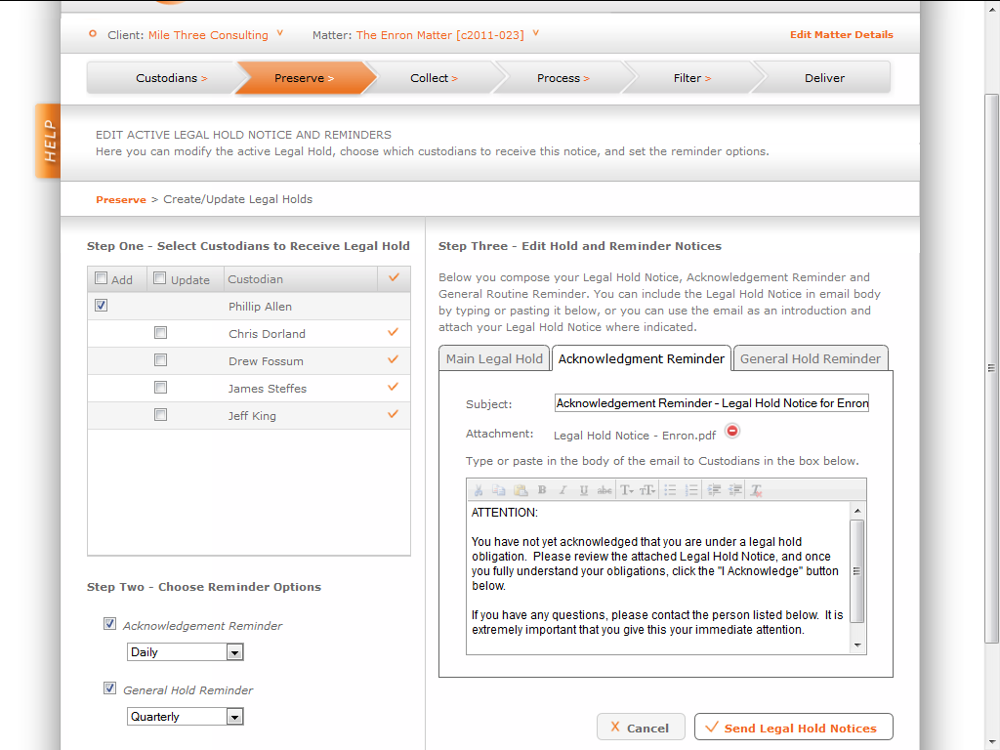 Client: Mile Three Consulting v Matter: The Enron Matter [c2011-023] v Edit Matter Details
Custodians > Preserve > Collect > Process > Filter > Deliver
HELP
EDIT ACTIVE LEGAL HOLD NOTICE AND REMINDERS
Here you can modify the active Legal Hold, choose which custodians to receive this notice, and set the reminder options.
Preserve > Create/Update Legal Holds
Step One - Select Custodians to Receive Legal Hold
Add Update Custodian
Phillip Allen
Chris Dorland
Drew Fossum
James Steffes
Jeff King
Step Two - Choose Reminder Options
Acknowledgement Reminder
Daily
General Hold Reminder
Quarterly
Step Three - Edit Hold and Reminder Notices
Below you compose your Legal Hold Notice, Acknowledgement Reminder and
General Routine Reminder. You can include the Legal Hold Notice in email body
by typing or pasting it below, or you can use the email as an introduction and
attach your Legal Hold Notice where indicated.
Main Legal Hold Acknowledgment Reminder General Hold Reminder
Subject: Acknowledgement Reminder - Legal Hold Notice for Enron
Attachment: Legal Hold Notice - Enron.pdf
Type or paste in the body of the email to Custodians in the box below.
B I U abc T TT T
ATTENTION:
You have not yet acknowledged that you are under a legal hold
obligation. Please review the attached Legal Hold Notice, and once
you fully understand your obligations, click the "I Acknowledge" button
below.
If you have any questions, please contact the person listed below. It is
extremely important that you give this your immediate attention.
X Cancel Send Legal Hold Notices